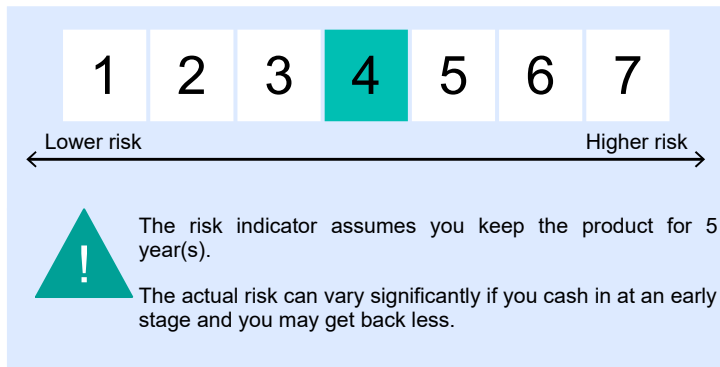 1 2 3 4 5 6 7
Lower risk Higher risk
The risk indicator assumes you keep the product for 5
year(s).
!
The actual risk can vary significantly if you cash in at an early
stage and you may get back less.